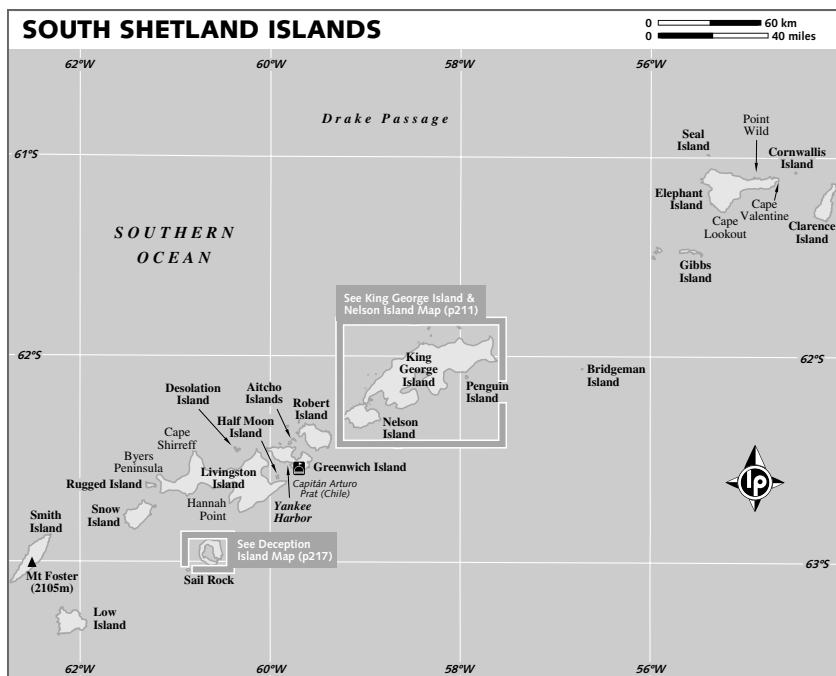 SOUTH SHETLAND ISLANDS
0 60 km
0 40 miles
62°W 60°W 58°W 56°W
Drake Passage
61°S
Seal
Island
Point
Wild
Cornwallis
Island
Elephant
Island
Cape
Lookout
Cape
Valentine
Clarence
Island
Gibbs
Island
SOUTHERN
OCEAN
See King George Island &
Nelson Island Map (p211)
62°S 62°S
King
George
Island
Penguin
Island
Nelson
Island
Bridgeman
Island
Desolation
Island
Aitcho
Islands
Robert
Island
Half Moon
Island
Cape
Shirreff
Byers
Peninsula
Rugged Island
Livingston
Island
Greenwich Island
Capitán Arturo
Prat (Chile)
Yankee
Harbor
Hannah
Point
Snow
Island
Smith
Island
Mt Foster
(2105m)
See Deception
Island Map (p217)
Sail Rock
63°S
Low
Island
lp
62°W 60°W 58°W 56°W